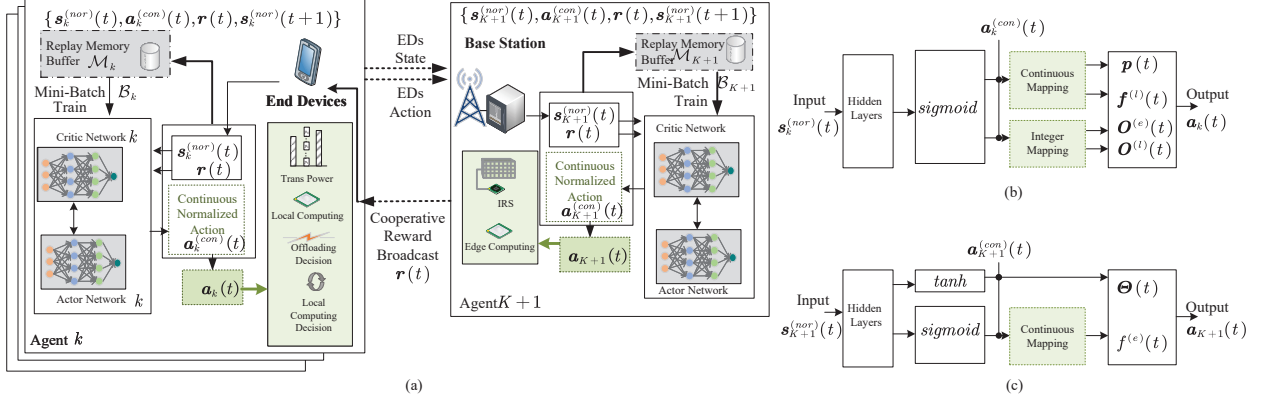 {s_k^{(nor)}(t), a_k^{(con)}(t), r(t), s_k^{(nor)}(t+1)}
Replay Memory
Buffer M_k
Mini-Batch
Train
B_k
End Devices
Critic Network k
s_k^{(nor)}(t)
r(t)
Continuous
Normalized
Action
a_k^{(con)}(t)
Actor Network k
a_k(t)
Trans Power
Local Computing
Offloading
Decision
Local
Computing
Decision
Agent k
EDs
State
EDs
Action
Cooperative
Reward
Broadcast
r(t)
(a)
{s_{K+1}^{(nor)}(t), a_{K+1}^{(con)}(t), r(t), s_{K+1}^{(nor)}(t+1)}
Base Station
Replay Memory
Buffer M_{K+1}
Mini-Batch
Train
B_{K+1}
s_{K+1}^{(nor)}(t)
r(t)
Critic Network
IRS
Continuous
Normalized
Action
a_{K+1}^{(con)}(t)
Edge Computing
a_{K+1}(t)
Actor Network
Agent K+1
a_k^{(con)}(t)
Input
s_k^{(nor)}(t)
Hidden
Layers
sigmoid
Continuous
Mapping
Integer
Mapping
p(t)
f^{(l)}(t)
O^{(e)}(t)
O^{(l)}(t)
Output
a_k(t)
(b)
a_{K+1}^{(con)}(t)
Input
s_{K+1}^{(nor)}(t)
Hidden
Layers
tanh
sigmoid
Continuous
Mapping
Θ(t)
f^{(e)}(t)
Output
a_{K+1}(t)
(c)